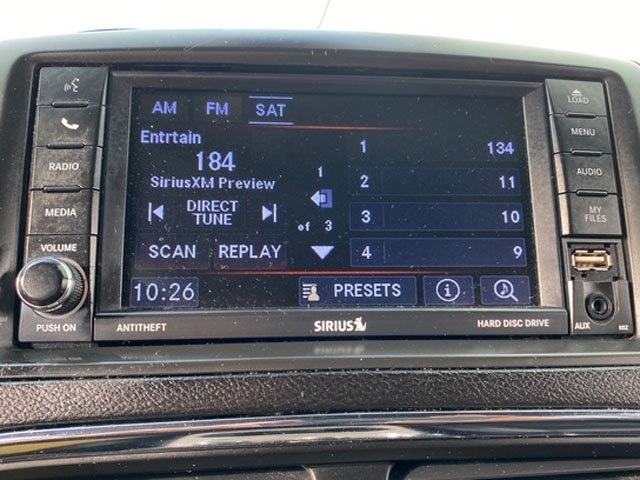 AM FM SAT
Entrtain
184
SiriusXM Preview
DIRECT
TUNE
SCAN REPLAY
1
of 3
1 134
2 11
3 10
4 9
10:26 PRESETS
RADIO
MEDIA
VOLUME
PUSH ON
LOAD
MENU
AUDIO
MY
FILES
AUX
ANTITHEFT SIRIUS HARD DISC DRIVE